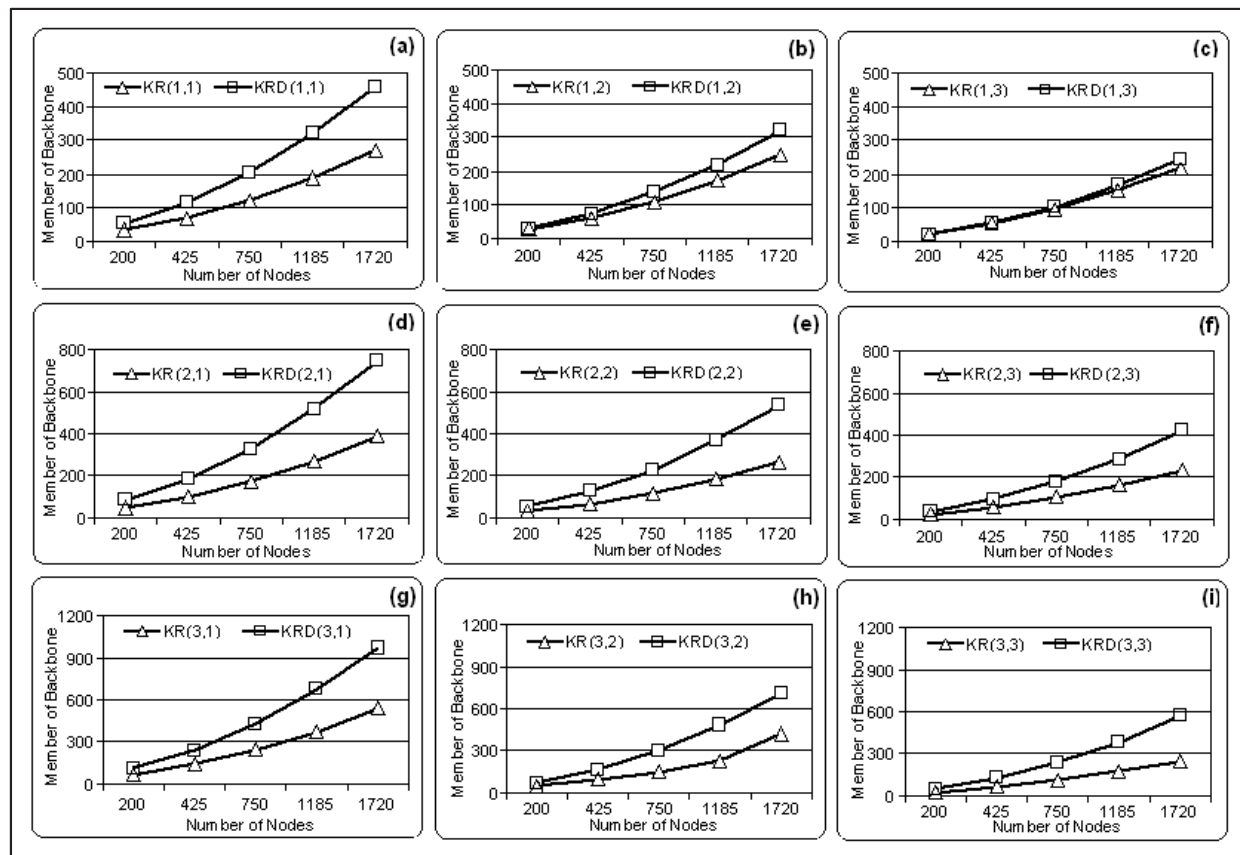 (a)
KR(1,1) KRD(1,1)
Member of Backbone
500
400
300
200
100
0
200 425 750 1185 1720
Number of Nodes
(b)
KR(1,2) KRD(1,2)
Member of Backbone
500
400
300
200
100
0
200 425 750 1185 1720
Number of Nodes
(c)
KR(1,3) KRD(1,3)
Member of Backbone
500
400
300
200
100
0
200 425 750 1185 1720
Number of Nodes
(d)
KR(2,1) KRD(2,1)
Member of Backbone
800
600
400
200
0
200 425 750 1185 1720
Number of Nodes
(e)
KR(2,2) KRD(2,2)
Member of Backbone
800
600
400
200
0
200 425 750 1185 1720
Number of Nodes
(f)
KR(2,3) KRD(2,3)
Member of Backbone
800
600
400
200
0
200 425 750 1185 1720
Number of Nodes
(g)
KR(3,1) KRD(3,1)
Member of Backbone
1200
900
600
300
0
200 425 750 1185 1720
Number of Nodes
(h)
KR(3,2) KRD(3,2)
Member of Backbone
1200
900
600
300
0
200 425 750 1185 1720
Number of Nodes
(i)
KR(3,3) KRD(3,3)
Member of Backbone
1200
900
600
300
0
200 425 750 1185 1720
Number of Nodes